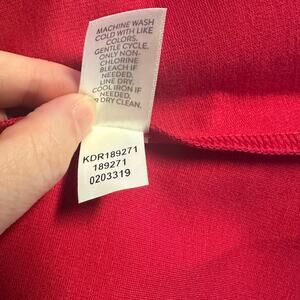 MACHINE WASH
COLD WITH LIKE
COLORS,
GENTLE CYCLE.
ONLY NON-
CHLORINE
BLEACH IF
NEEDED.
LINE DRY.
COOL IRON IF
NEEDED.
R DRY CLEAN.
KDR189271
189271
0203319